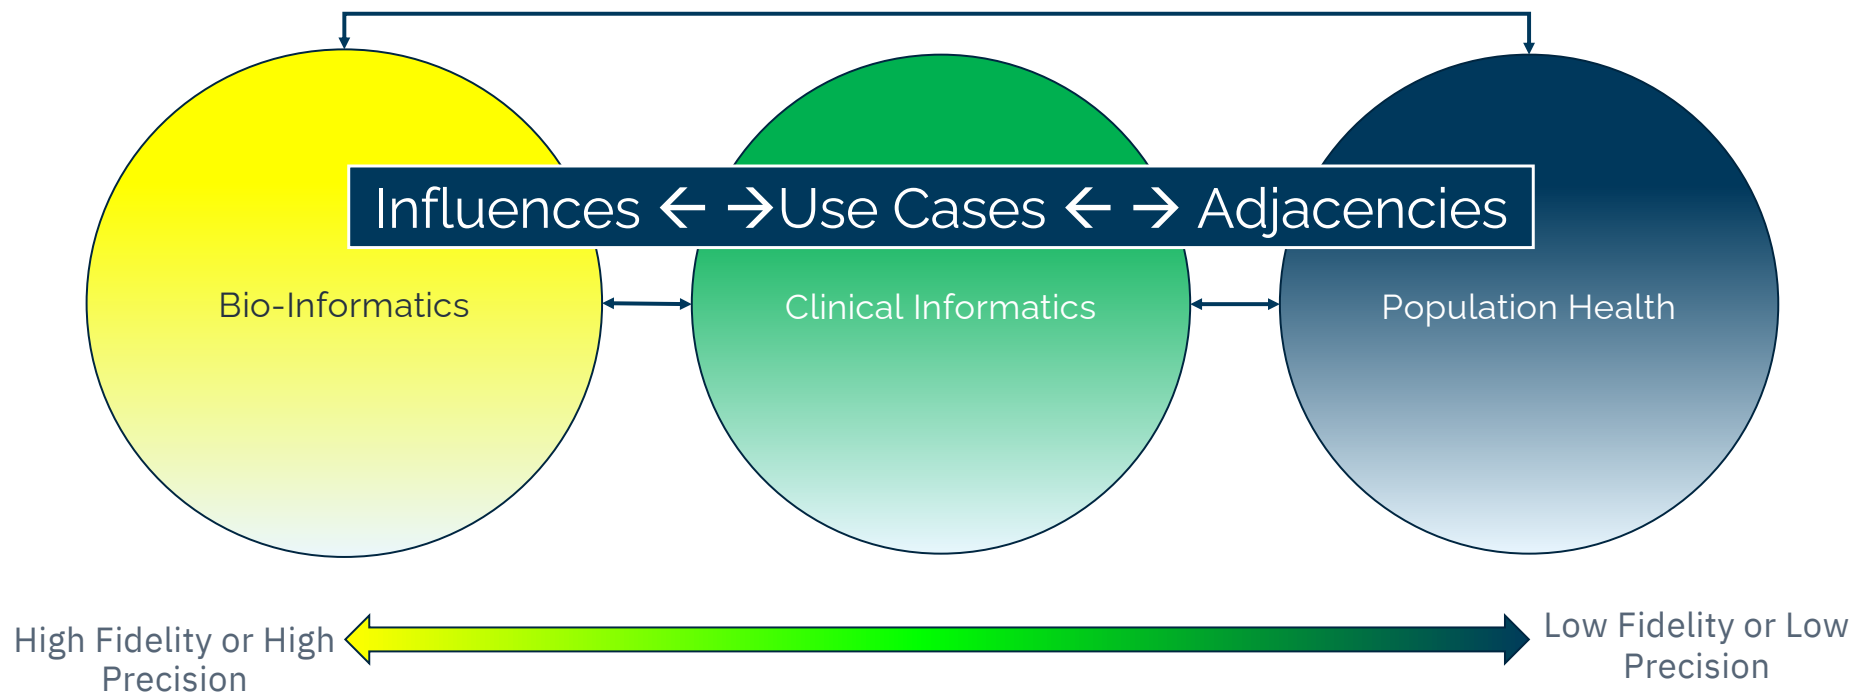 Influences ← →Use Cases ← → Adjacencies
Bio-Informatics
Clinical Informatics
Population Health
High Fidelity or High
Precision
Low Fidelity or Low
Precision